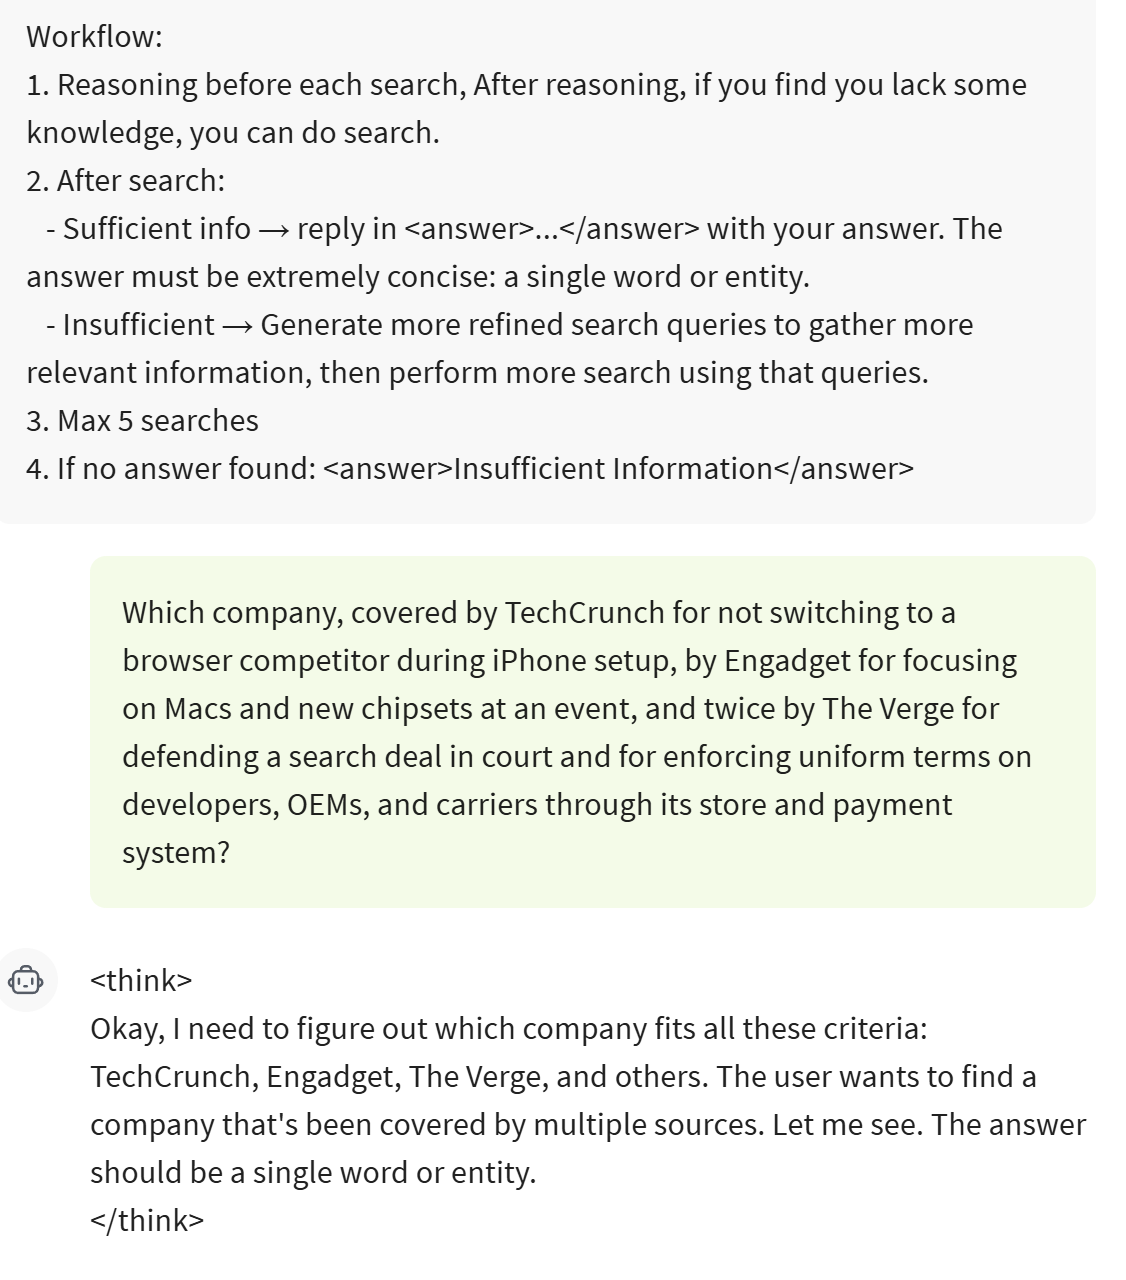 Workflow:
1. Reasoning before each search, After reasoning, if you find you lack some
knowledge, you can do search.
2. After search:
- Sufficient info → reply in <answer>...</answer> with your answer. The
answer must be extremely concise: a single word or entity.
- Insufficient → Generate more refined search queries to gather more
relevant information, then perform more search using that queries.
3. Max 5 searches
4. If no answer found: <answer>Insufficient Information</answer>
Which company, covered by TechCrunch for not switching to a
browser competitor during iPhone setup, by Engadget for focusing
on Macs and new chipsets at an event, and twice by The Verge for
defending a search deal in court and for enforcing uniform terms on
developers, OEMs, and carriers through its store and payment
system?
<think>
Okay, I need to figure out which company fits all these criteria:
TechCrunch, Engadget, The Verge, and others. The user wants to find a
company that's been covered by multiple sources. Let me see. The answer
should be a single word or entity.
</think>